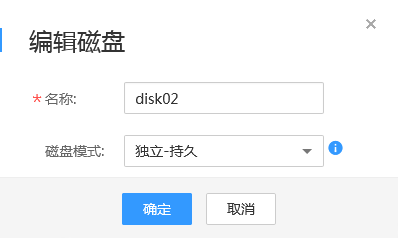 编辑磁盘
* 名称: disk02
磁盘模式: 独立-持久
确定 取消